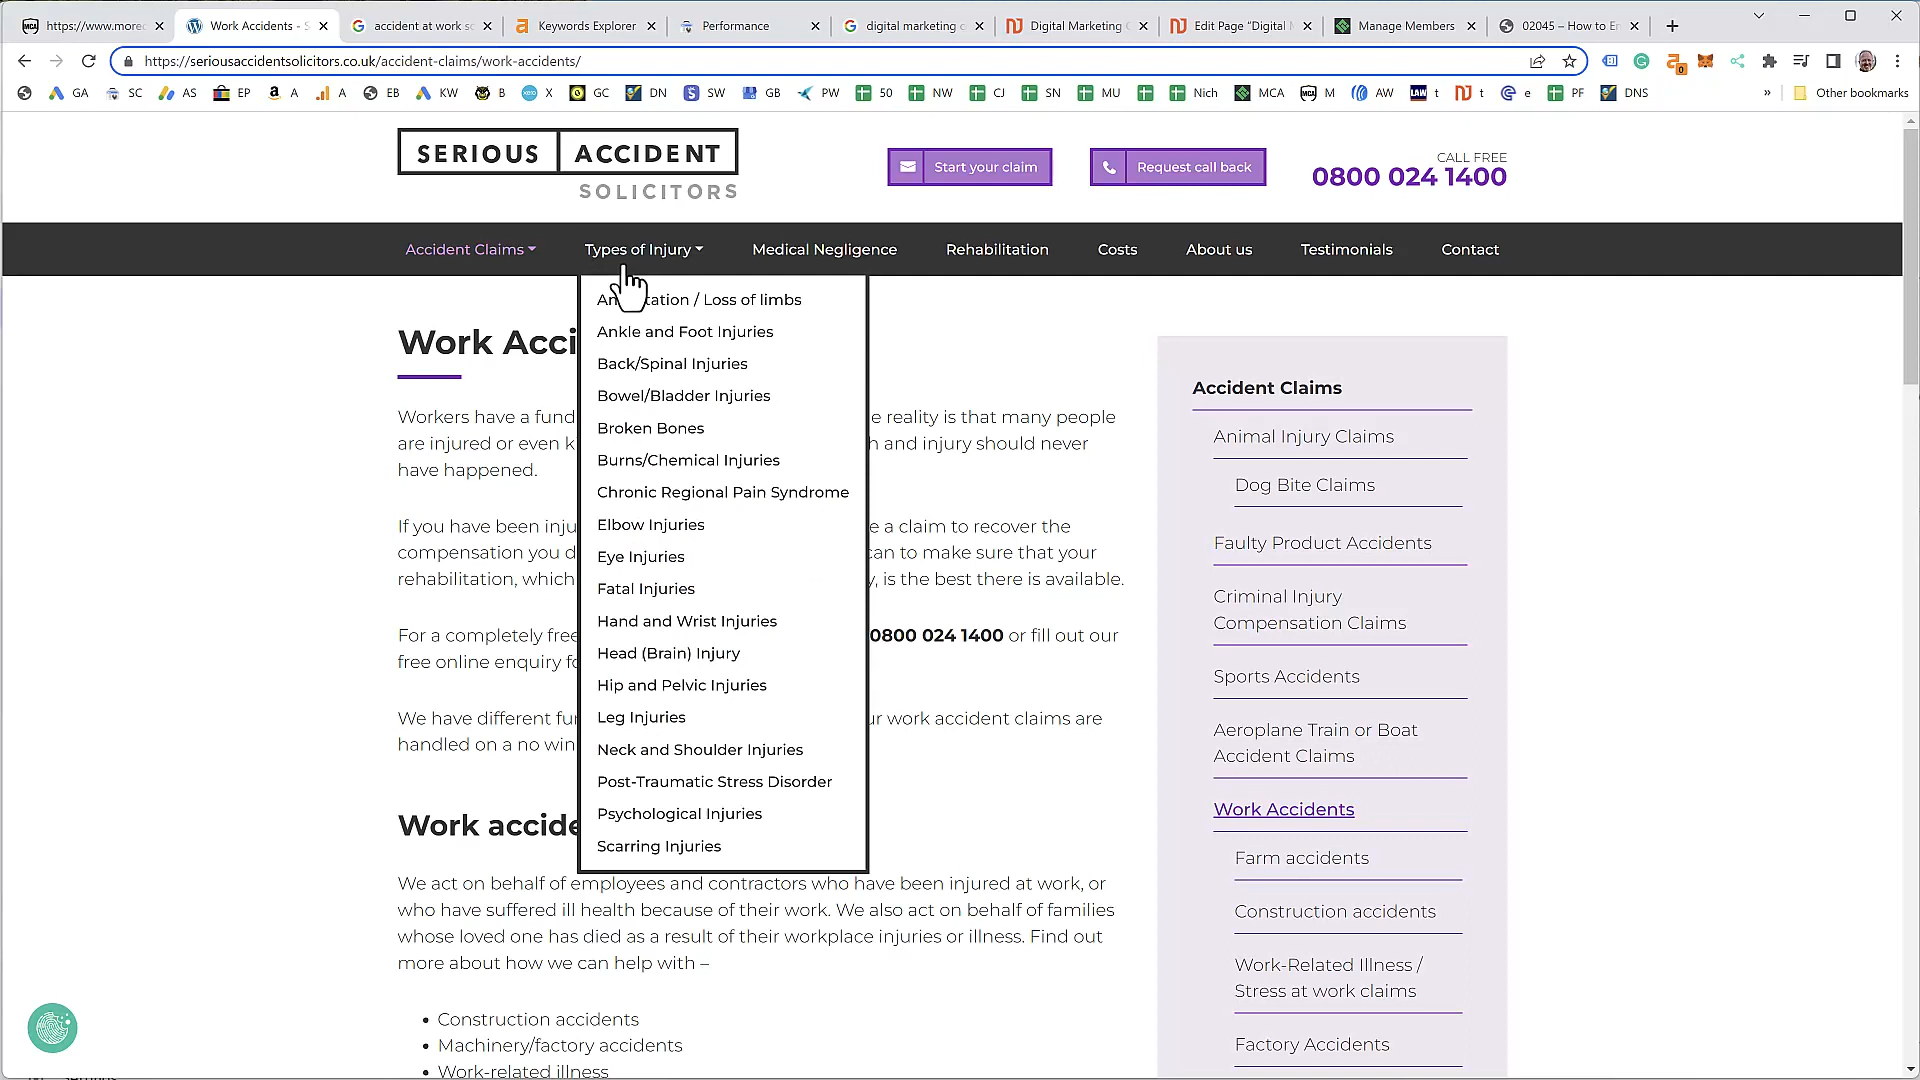 https://www.morec
Work Accidents - S
accident at work sc
Keywords Explorer
Performance
digital marketing c
Digital Marketing C
Edit Page "Digital M
Manage Members
02045 – How to En
https://seriousaccidentsolicitors.co.uk/accident-claims/work-accidents/
GA SC AS EP A A EB KW B X GC DN SW GB PW 50 NW CJ SN MU Nich MCA M AW t t e PF DNS » Other bookmarks
SERIOUS ACCIDENT
SOLICITORS
Start your claim
Request call back
CALL FREE
0800 024 1400
Accident Claims Types of Injury Medical Negligence Rehabilitation Costs About us Testimonials Contact
tation / Loss of limbs
Ankle and Foot Injuries
Back/Spinal Injuries
Bowel/Bladder Injuries
Broken Bones
Burns/Chemical Injuries
Chronic Regional Pain Syndrome
Elbow Injuries
Eye Injuries
Fatal Injuries
Hand and Wrist Injuries
Head (Brain) Injury
Hip and Pelvic Injuries
Leg Injuries
Neck and Shoulder Injuries
Post-Traumatic Stress Disorder
Psychological Injuries
Scarring Injuries
Work Acci
Workers have a fund e reality is that many people
are injured or even k h and injury should never
have happened.
If you have been inju e a claim to recover the
compensation you d can to make sure that your
rehabilitation, which y, is the best there is available.
For a completely free 0800 024 1400 or fill out our
free online enquiry fo
We have different fun ur work accident claims are
handled on a no win
Work accide
We act on behalf of employees and contractors who have been injured at work, or
who have suffered ill health because of their work. We also act on behalf of families
whose loved one has died as a result of their workplace injuries or illness. Find out
more about how we can help with –
• Construction accidents
• Machinery/factory accidents
• Work-related illness
Accident Claims
Animal Injury Claims
Dog Bite Claims
Faulty Product Accidents
Criminal Injury
Compensation Claims
Sports Accidents
Aeroplane Train or Boat
Accident Claims
Work Accidents
Farm accidents
Construction accidents
Work-Related Illness /
Stress at work claims
Factory Accidents